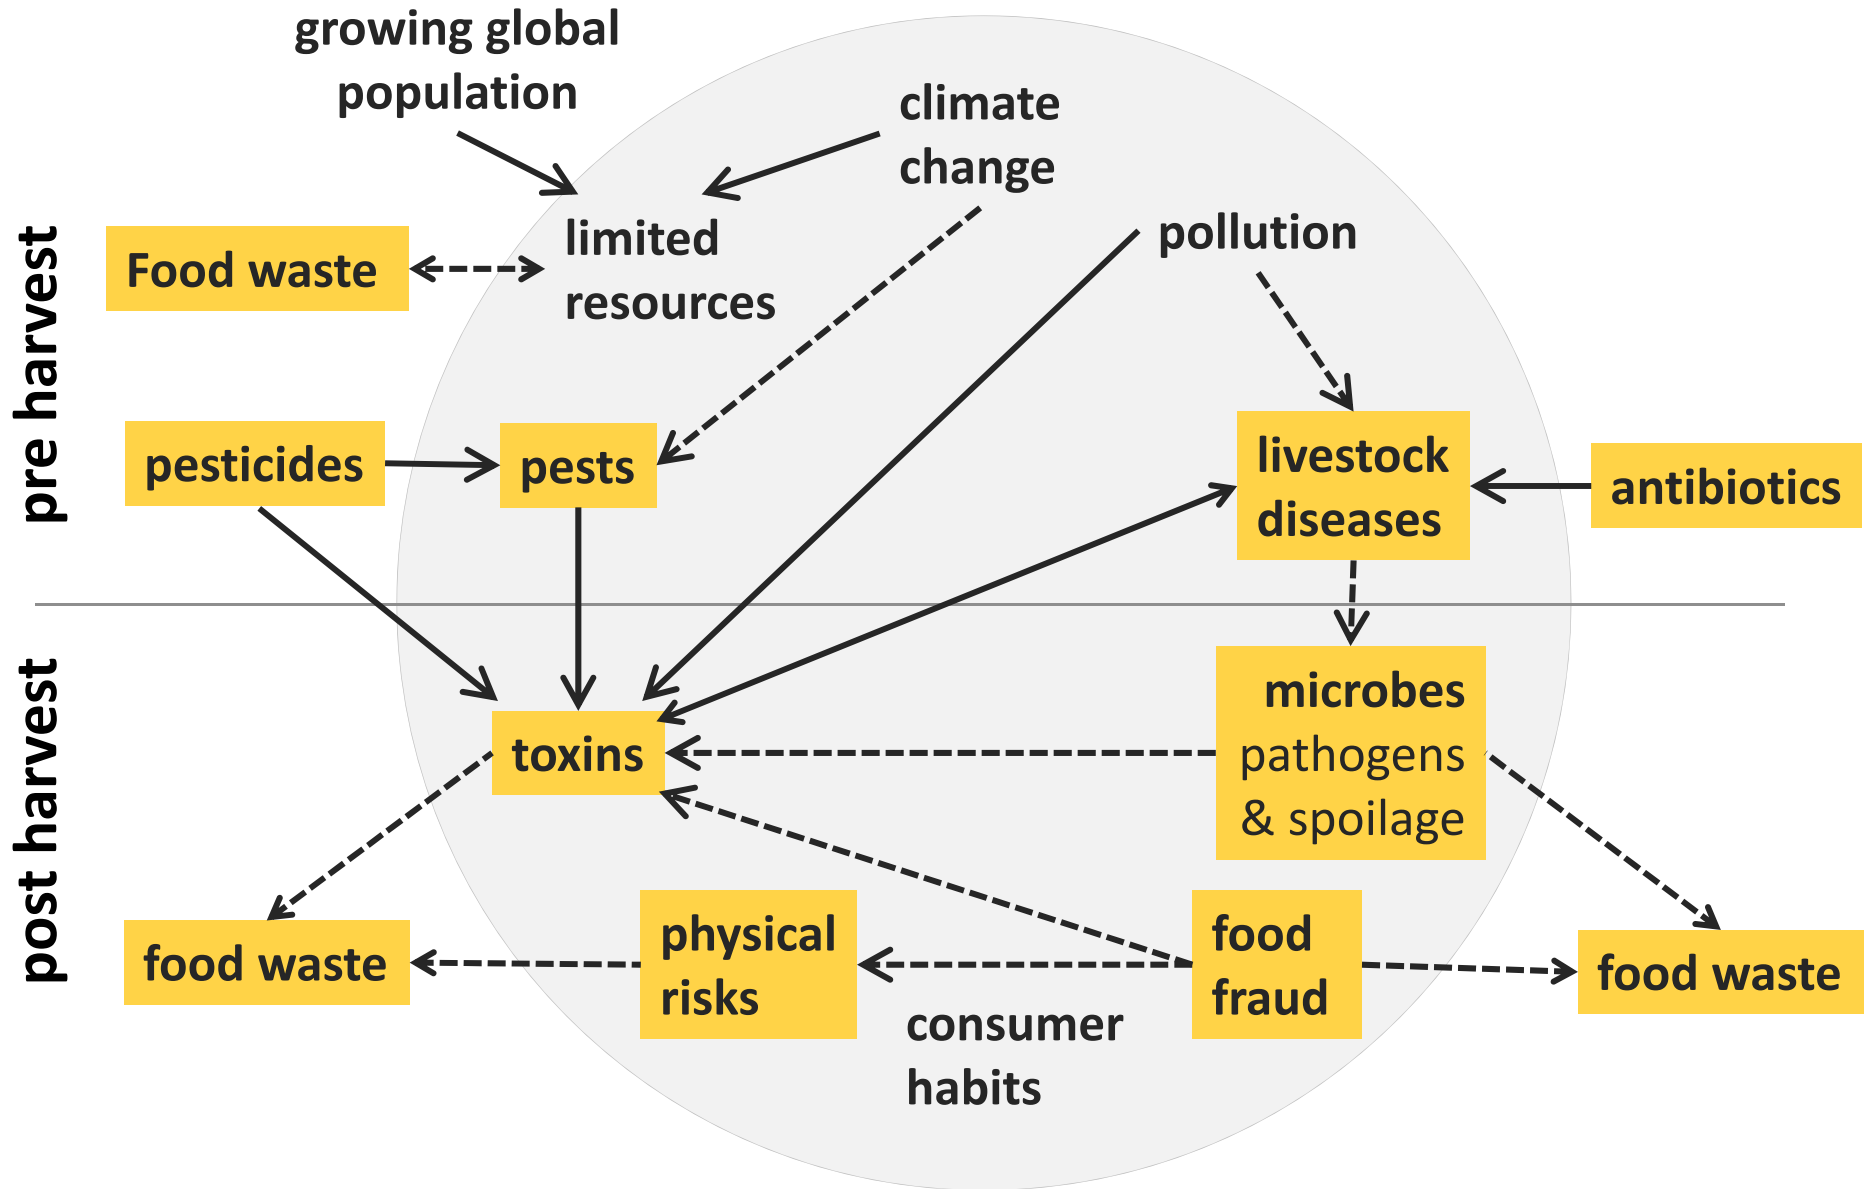 growing global
population
climate
change
pollution
limited
resources
Food waste
pre harvest
pesticides
pests
livestock
diseases
antibiotics
post harvest
toxins
microbes
pathogens
& spoilage
food waste
physical
risks
food
fraud
food waste
consumer
habits